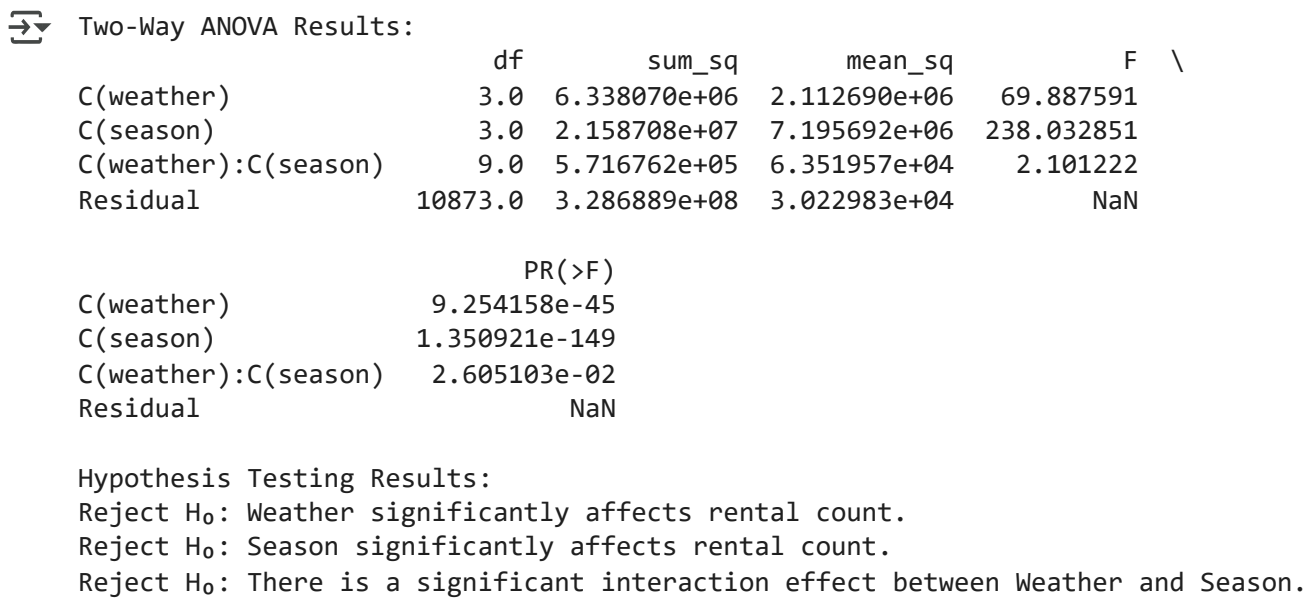 Two-Way ANOVA Results:
df sum_sq mean_sq F \
C(weather) 3.0 6.338070e+06 2.112690e+06 69.887591
C(season) 3.0 2.158708e+07 7.195692e+06 238.032851
C(weather):C(season) 9.0 5.716762e+05 6.351957e+04 2.101222
Residual 10873.0 3.286889e+08 3.022983e+04 NaN
PR(>F)
C(weather) 9.254158e-45
C(season) 1.350921e-149
C(weather):C(season) 2.605103e-02
Residual NaN
Hypothesis Testing Results:
Reject H₀: Weather significantly affects rental count.
Reject H₀: Season significantly affects rental count.
Reject H₀: There is a significant interaction effect between Weather and Season.